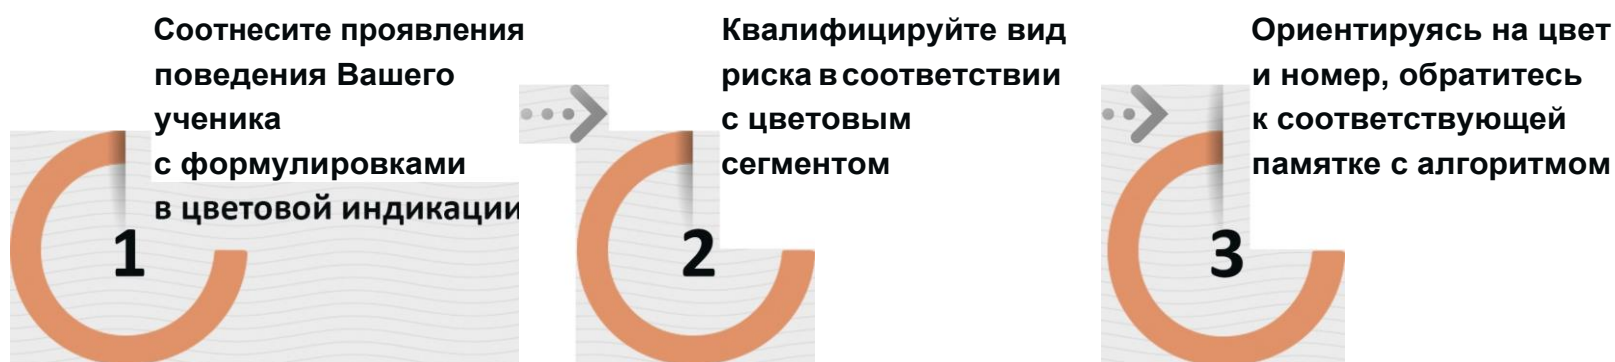 Соотнесите проявления
поведения Вашего
ученика
с формулировками
в цветовой индикации
1
Квалифицируйте вид
риска в соответствии
с цветовым
сегментом
2
Ориентируясь на цвет
и номер, обратитесь
к соответствующей
памятке с алгоритмом
3